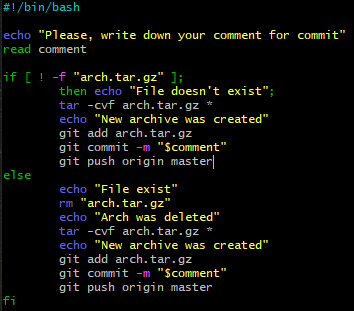 #!/bin/bash
echo "Please, write down your comment for commit"
read comment
if [ ! -f "arch.tar.gz" ];
then echo "File doesn't exist";
tar -cvf arch.tar.gz *
echo "New archive was created"
git add arch.tar.gz
git commit -m "$comment"
git push origin master
else
echo "File exist"
rm "arch.tar.gz"
echo "Arch was deleted"
tar -cvf arch.tar.gz *
echo "New archive was created"
git add arch.tar.gz
git commit -m "$comment"
git push origin master
fi